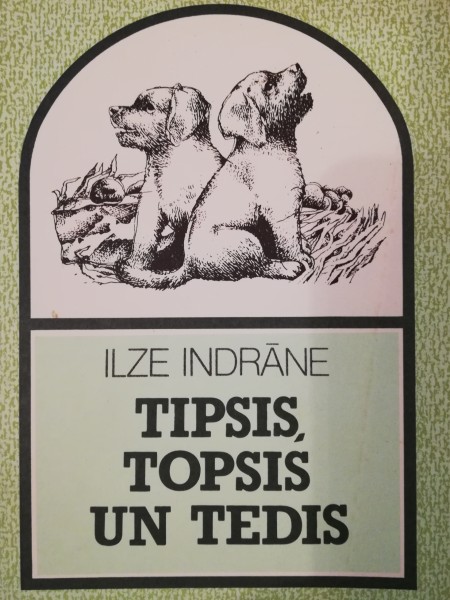 ILZE INDRĀNE
TIPSIS,
TOPSIS
UN TEDIS